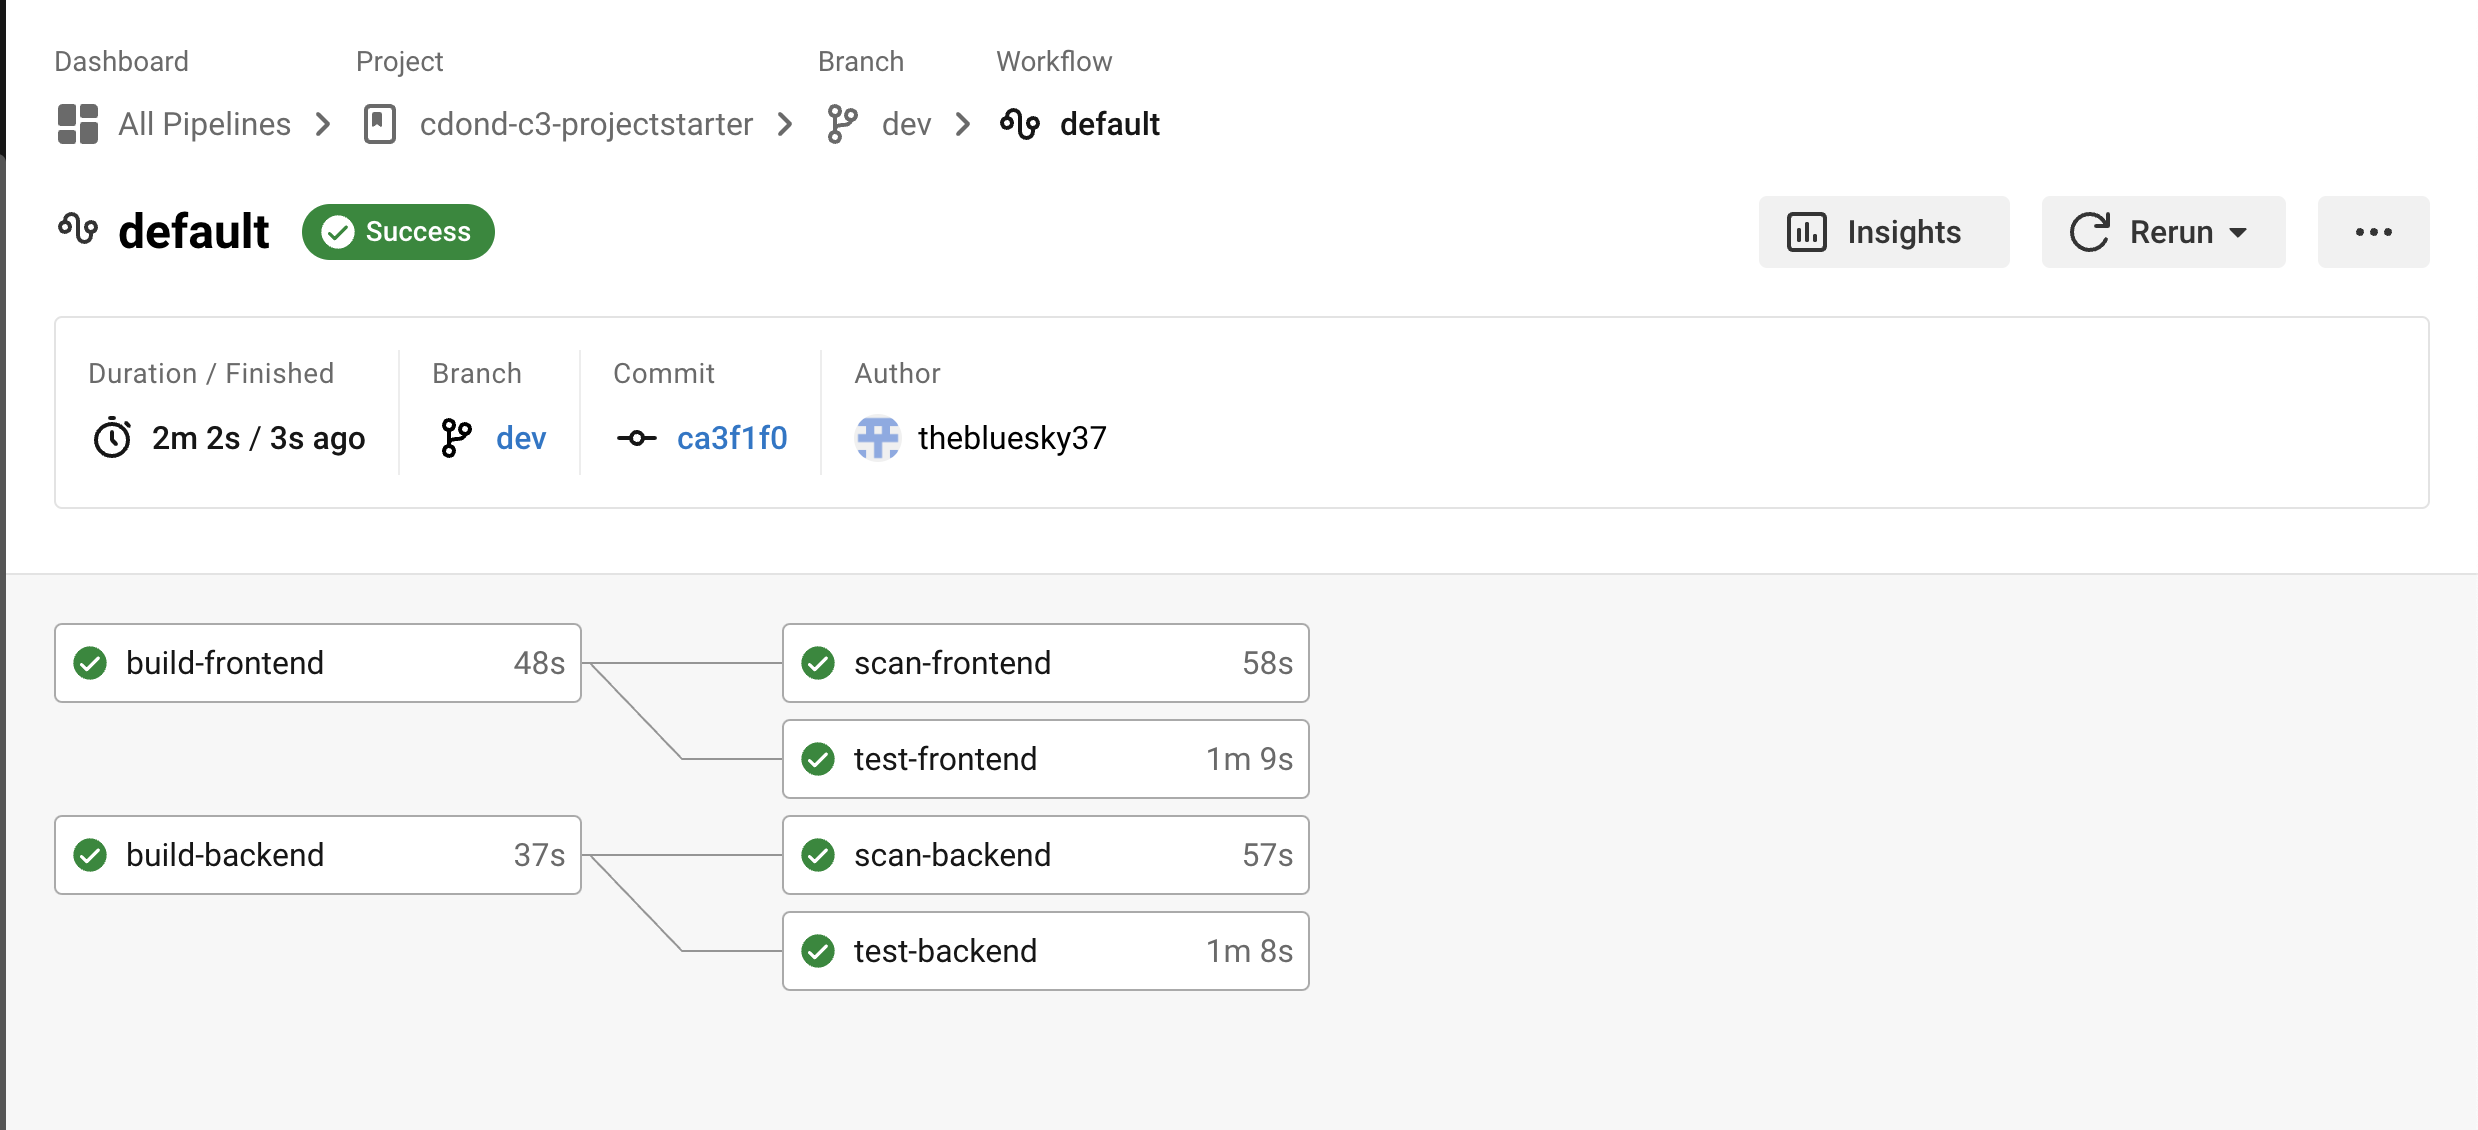 Dashboard Project Branch Workflow
All Pipelines cdond-c3-projectstarter dev default
default Success Insights Rerun
Duration / Finished Branch Commit Author
2m 2s / 3s ago dev ca3f1f0 thebluesky37
build-frontend 48s scan-frontend 58s
test-frontend 1m 9s
build-backend 37s scan-backend 57s
test-backend 1m 8s